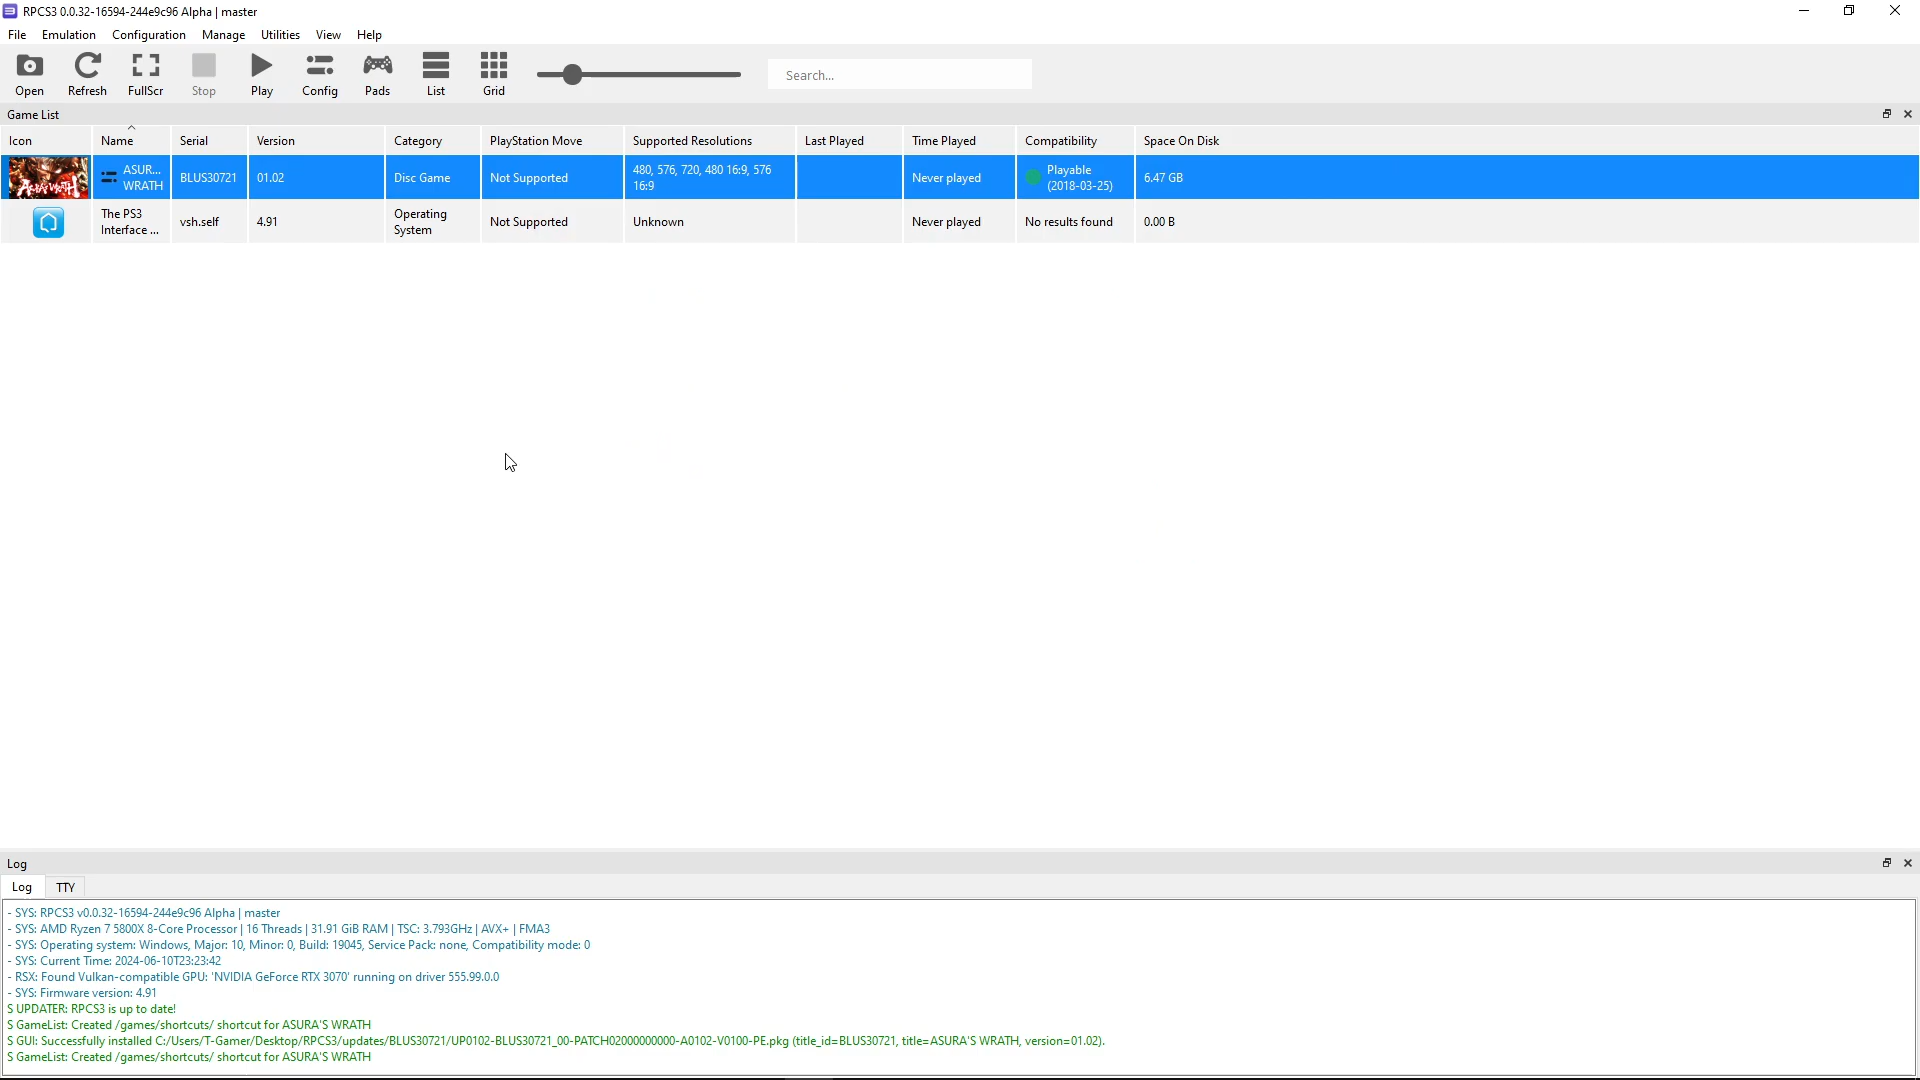 RPCS3 0.0.32-16594-244e9c96 Alpha | master
File Emulation Configuration Manage Utilities View Help
Open Refresh FullScr Stop Play Config Pads List Grid Search...
Game List
Icon Name Serial Version Category PlayStation Move Supported Resolutions Last Played Time Played Compatibility Space On Disk
ASURA'S WRATH
ASUR...
WRATH
BLUS30721
01.02
Disc Game
Not Supported
480, 576, 720, 480 16:9, 576
16:9
Never played
Playable
(2018-03-25)
6.47 GB
The PS3
Interface ...
vsh.self
4.91
Operating
System
Not Supported
Unknown
Never played
No results found
0.00 B
Log
Log TTY
- SYS: RPCS3 v0.0.32-16594-244e9c96 Alpha | master
- SYS: AMD Ryzen 7 5800X 8-Core Processor | 16 Threads | 31.91 GiB RAM | TSC: 3.793GHz | AVX+ | FMA3
- SYS: Operating system: Windows, Major: 10, Minor: 0, Build: 19045, Service Pack: none, Compatibility mode: 0
- SYS: Current Time: 2024-06-10T23:23:42
- RSX: Found Vulkan-compatible GPU: 'NVIDIA GeForce RTX 3070' running on driver 555.99.0.0
- SYS: Firmware version: 4.91
S UPDATER: RPCS3 is up to date!
S GameList: Created /games/shortcuts/ shortcut for ASURA'S WRATH
S GUI: Successfully installed C:/Users/T-Gamer/Desktop/RPCS3/updates/BLUS30721/UP0102-BLUS30721_00-PATCH02000000000-A0102-V0100-PE.pkg (title_id=BLUS30721, title=ASURA'S WRATH, version=01.02).
S GameList: Created /games/shortcuts/ shortcut for ASURA'S WRATH